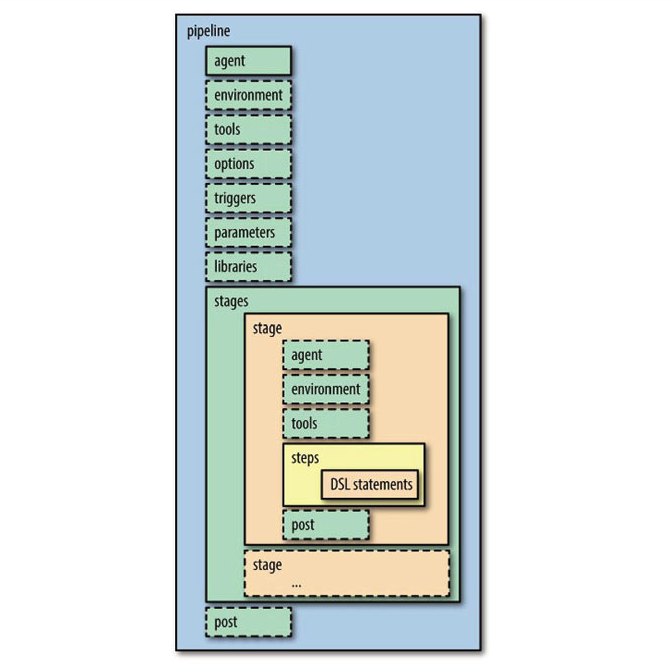 pipeline
agent
environment
tools
options
triggers
parameters
libraries
stages
stage
agent
environment
tools
steps
DSL statements
post
stage
...
post